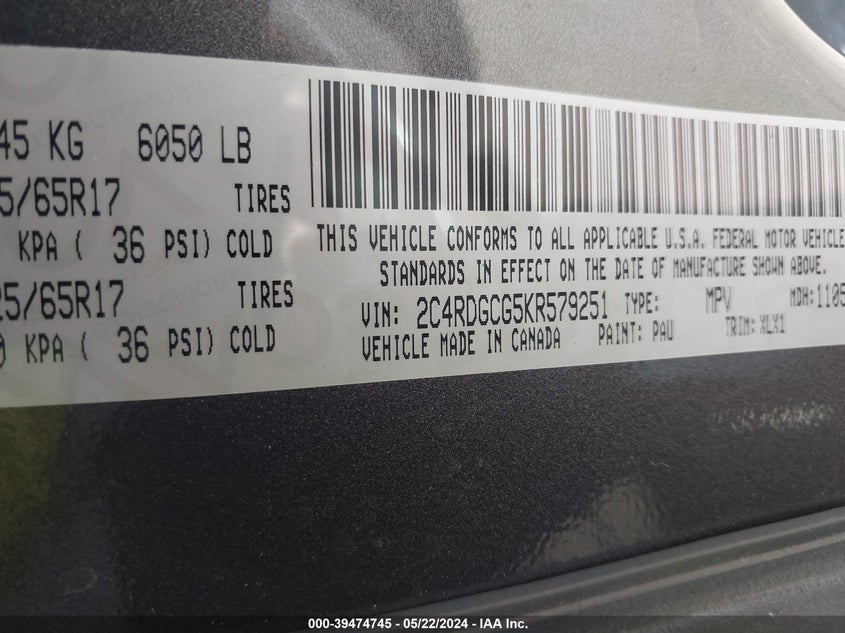 45 KG 6050 LB
5/65R17 TIRES
KPA ( 36 PSI) COLD
25/65R17 TIRES
0 KPA ( 36 PSI) COLD
THIS VEHICLE CONFORMS TO ALL APPLICABLE U.S.A. FEDERAL MOTOR VEHICLE
STANDARDS IN EFFECT ON THE DATE OF MANUFACTURE SHOWN ABOVE.
VIN: 2C4RDGCG5KR579251 TYPE: MPV MDH: 1105
VEHICLE MADE IN CANADA PAINT: PAU TRIM: XLX1
000-39474745 - 05/22/2024 - IAA Inc.